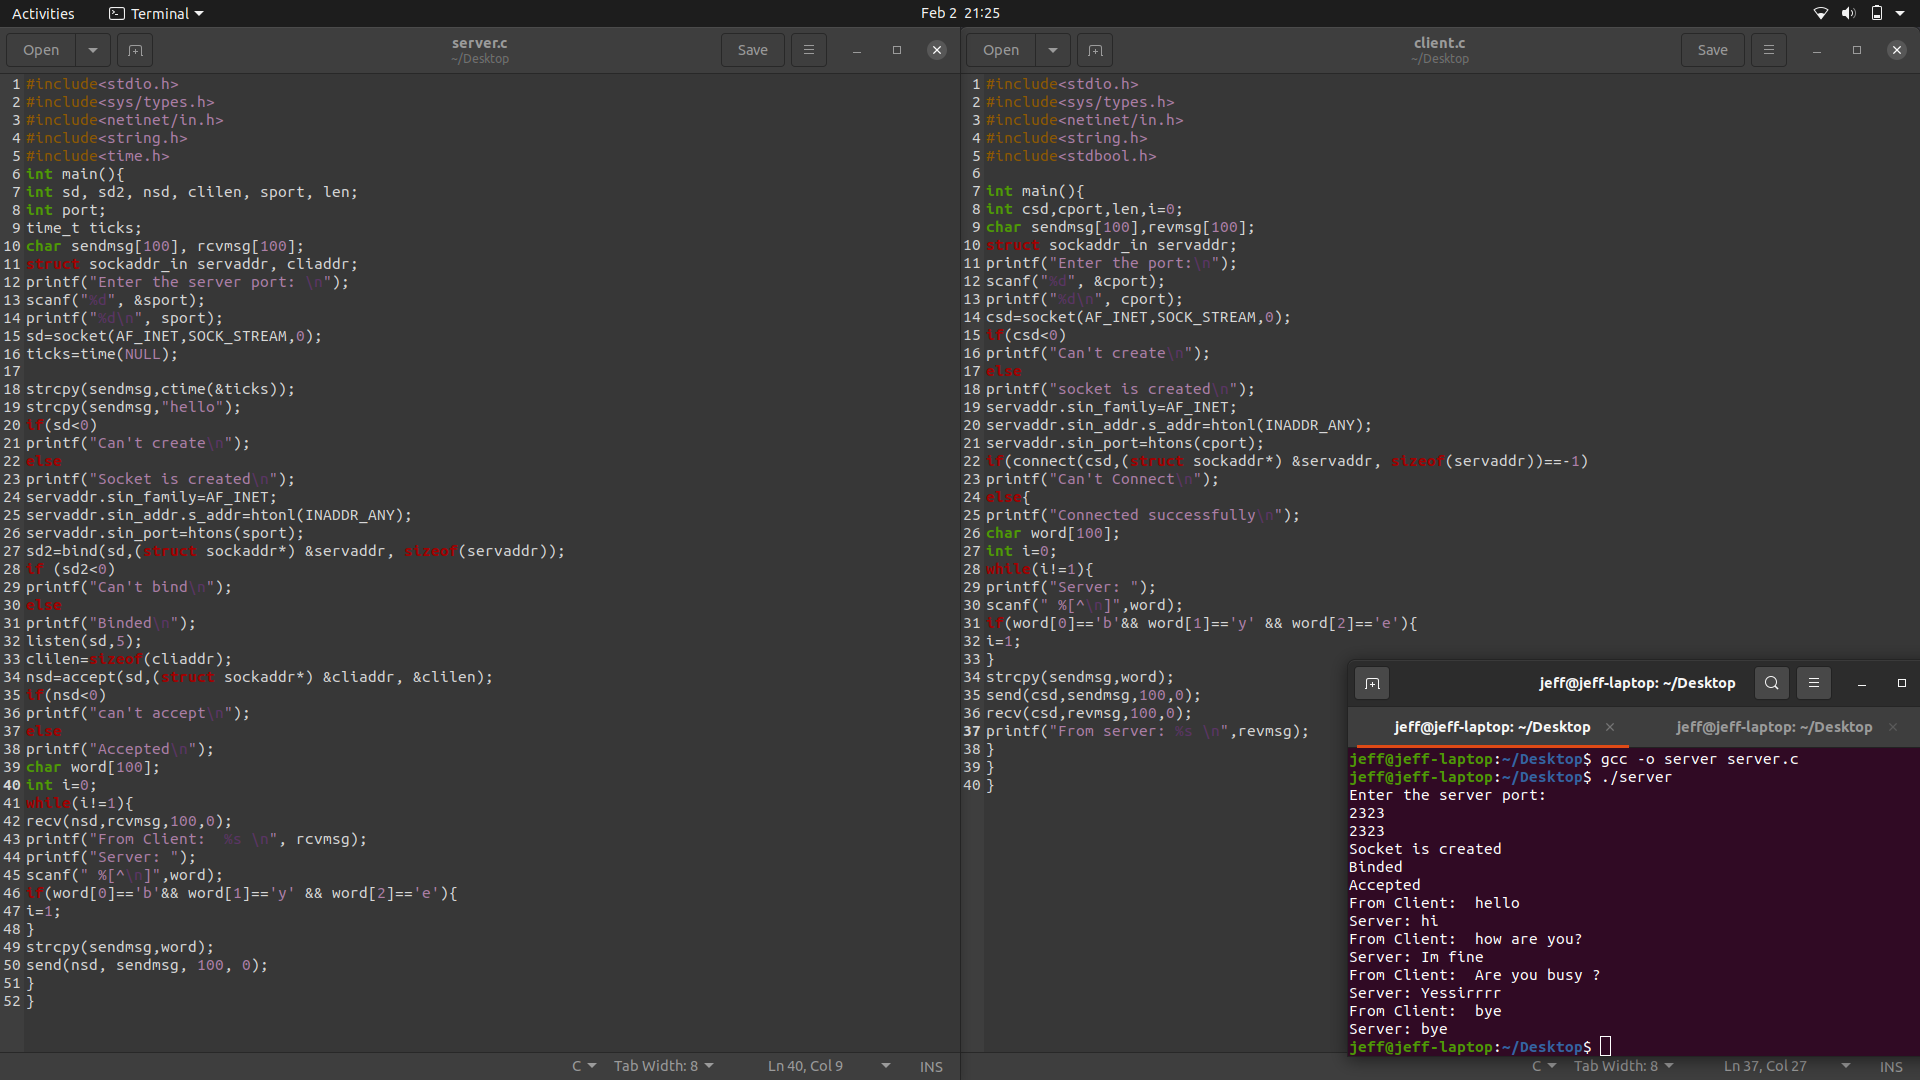 Activities
Terminal
Feb 2 21:25
Open
server.c
~/Desktop
Save
1 #include<stdio.h>
2 #include<sys/types.h>
3 #include<netinet/in.h>
4 #include<string.h>
5 #include<time.h>
6 int main(){
7 int sd, sd2, nsd, clilen, sport, len;
8 int port;
9 time_t ticks;
10 char sendmsg[100], rcvmsg[100];
11 struct sockaddr_in servaddr, cliaddr;
12 printf("Enter the server port: \n");
13 scanf("%d", &sport);
14 printf("%d\n", sport);
15 sd=socket(AF_INET,SOCK_STREAM,0);
16 ticks=time(NULL);
17
18 strcpy(sendmsg,ctime(&ticks));
19 strcpy(sendmsg,"hello");
20 if(sd<0)
21 printf("Can't create\n");
22 else
23 printf("Socket is created\n");
24 servaddr.sin_family=AF_INET;
25 servaddr.sin_addr.s_addr=htonl(INADDR_ANY);
26 servaddr.sin_port=htons(sport);
27 sd2=bind(sd,(struct sockaddr*) &servaddr, sizeof(servaddr));
28 if (sd2<0)
29 printf("Can't bind\n");
30 else
31 printf("Binded\n");
32 listen(sd,5);
33 clilen=sizeof(cliaddr);
34 nsd=accept(sd,(struct sockaddr*) &cliaddr, &clilen);
35 if(nsd<0)
36 printf("can't accept\n");
37 else
38 printf("Accepted\n");
39 char word[100];
40 int i=0;
41 while(i!=1){
42 recv(nsd,rcvmsg,100,0);
43 printf("From Client:  %s \n", rcvmsg);
44 printf("Server: ");
45 scanf(" %[^\n]",word);
46 if(word[0]=='b'&& word[1]=='y' && word[2]=='e'){
47 i=1;
48 }
49 strcpy(sendmsg,word);
50 send(nsd, sendmsg, 100, 0);
51 }
52 }
C
Tab Width: 8
Ln 40, Col 9
INS
Open
client.c
~/Desktop
Save
1 #include<stdio.h>
2 #include<sys/types.h>
3 #include<netinet/in.h>
4 #include<string.h>
5 #include<stdbool.h>
6
7 int main(){
8 int csd,cport,len,i=0;
9 char sendmsg[100],revmsg[100];
10 struct sockaddr_in servaddr;
11 printf("Enter the port:\n");
12 scanf("%d", &cport);
13 printf("%d\n", cport);
14 csd=socket(AF_INET,SOCK_STREAM,0);
15 if(csd<0)
16 printf("Can't create\n");
17 else
18 printf("socket is created\n");
19 servaddr.sin_family=AF_INET;
20 servaddr.sin_addr.s_addr=htonl(INADDR_ANY);
21 servaddr.sin_port=htons(cport);
22 if(connect(csd,(struct sockaddr*) &servaddr, sizeof(servaddr))==-1)
23 printf("Can't Connect\n");
24 else{
25 printf("Connected successfully\n");
26 char word[100];
27 int i=0;
28 while(i!=1){
29 printf("Server: ");
30 scanf(" %[^\n]",word);
31 if(word[0]=='b'&& word[1]=='y' && word[2]=='e'){
32 i=1;
33 }
34 strcpy(sendmsg,word);
35 send(csd,sendmsg,100,0);
36 recv(csd,revmsg,100,0);
37 printf("From server: %s \n",revmsg);
38 }
39 }
40 }
C
Tab Width: 8
Ln 37, Col 27
INS
jeff@jeff-laptop: ~/Desktop
jeff@jeff-laptop: ~/Desktop
jeff@jeff-laptop: ~/Desktop
jeff@jeff-laptop:~/Desktop$ gcc -o server server.c
jeff@jeff-laptop:~/Desktop$ ./server
Enter the server port:
2323
2323
Socket is created
Binded
Accepted
From Client:  hello
Server: hi
From Client:  how are you?
Server: Im fine
From Client:  Are you busy ?
Server: Yessirrrr
From Client:  bye
Server: bye
jeff@jeff-laptop:~/Desktop$